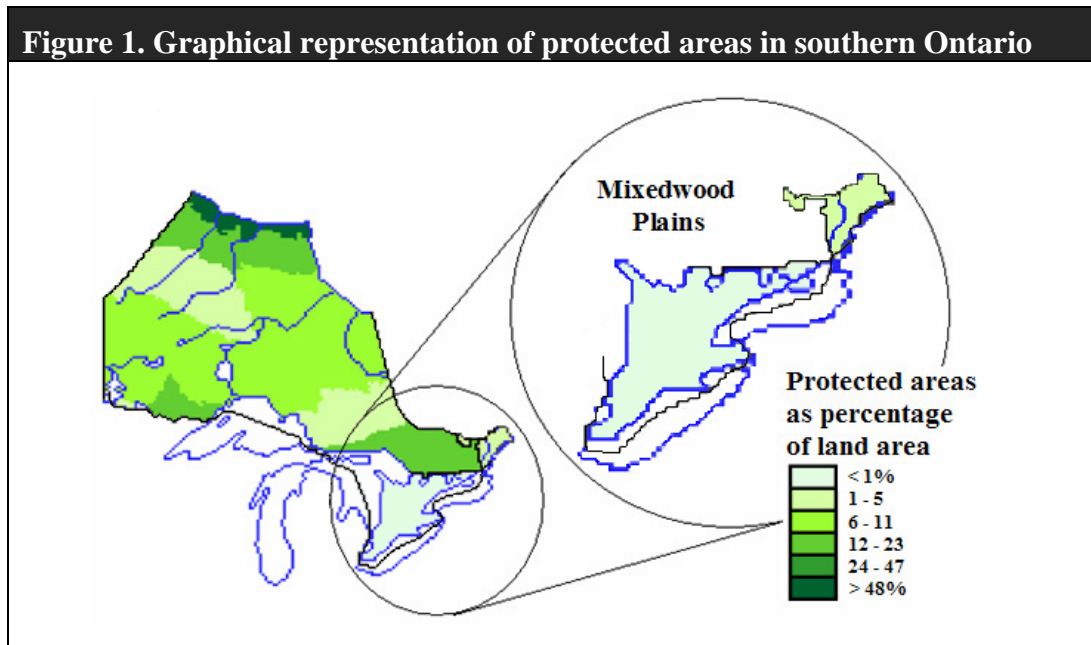 Figure 1. Graphical representation of protected areas in southern Ontario
Mixedwood
Plains
Protected areas
as percentage
of land area
< 1%
1 - 5
6 - 11
12 - 23
24 - 47
> 48%